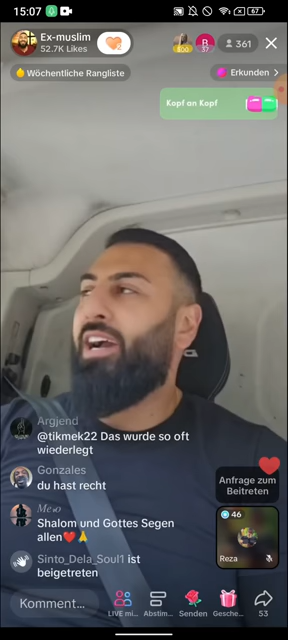 15:07
67
Ex-muslim
52.7K Likes
361
Wöchentliche Rangliste
Erkunden
Kopf an Kopf
Argjend
@tikmek22 Das wurde so oft
wiederlegt
Gonzales
du hast recht
Shalom und Gottes Segen
allen❤️🙏
Sinto_Dela_Soul1 ist
beigetreten
Anfrage zum
Beitreten
46
Reza
Kommentar...
LIVE mi...
Abstim...
Senden
Gesche...
53